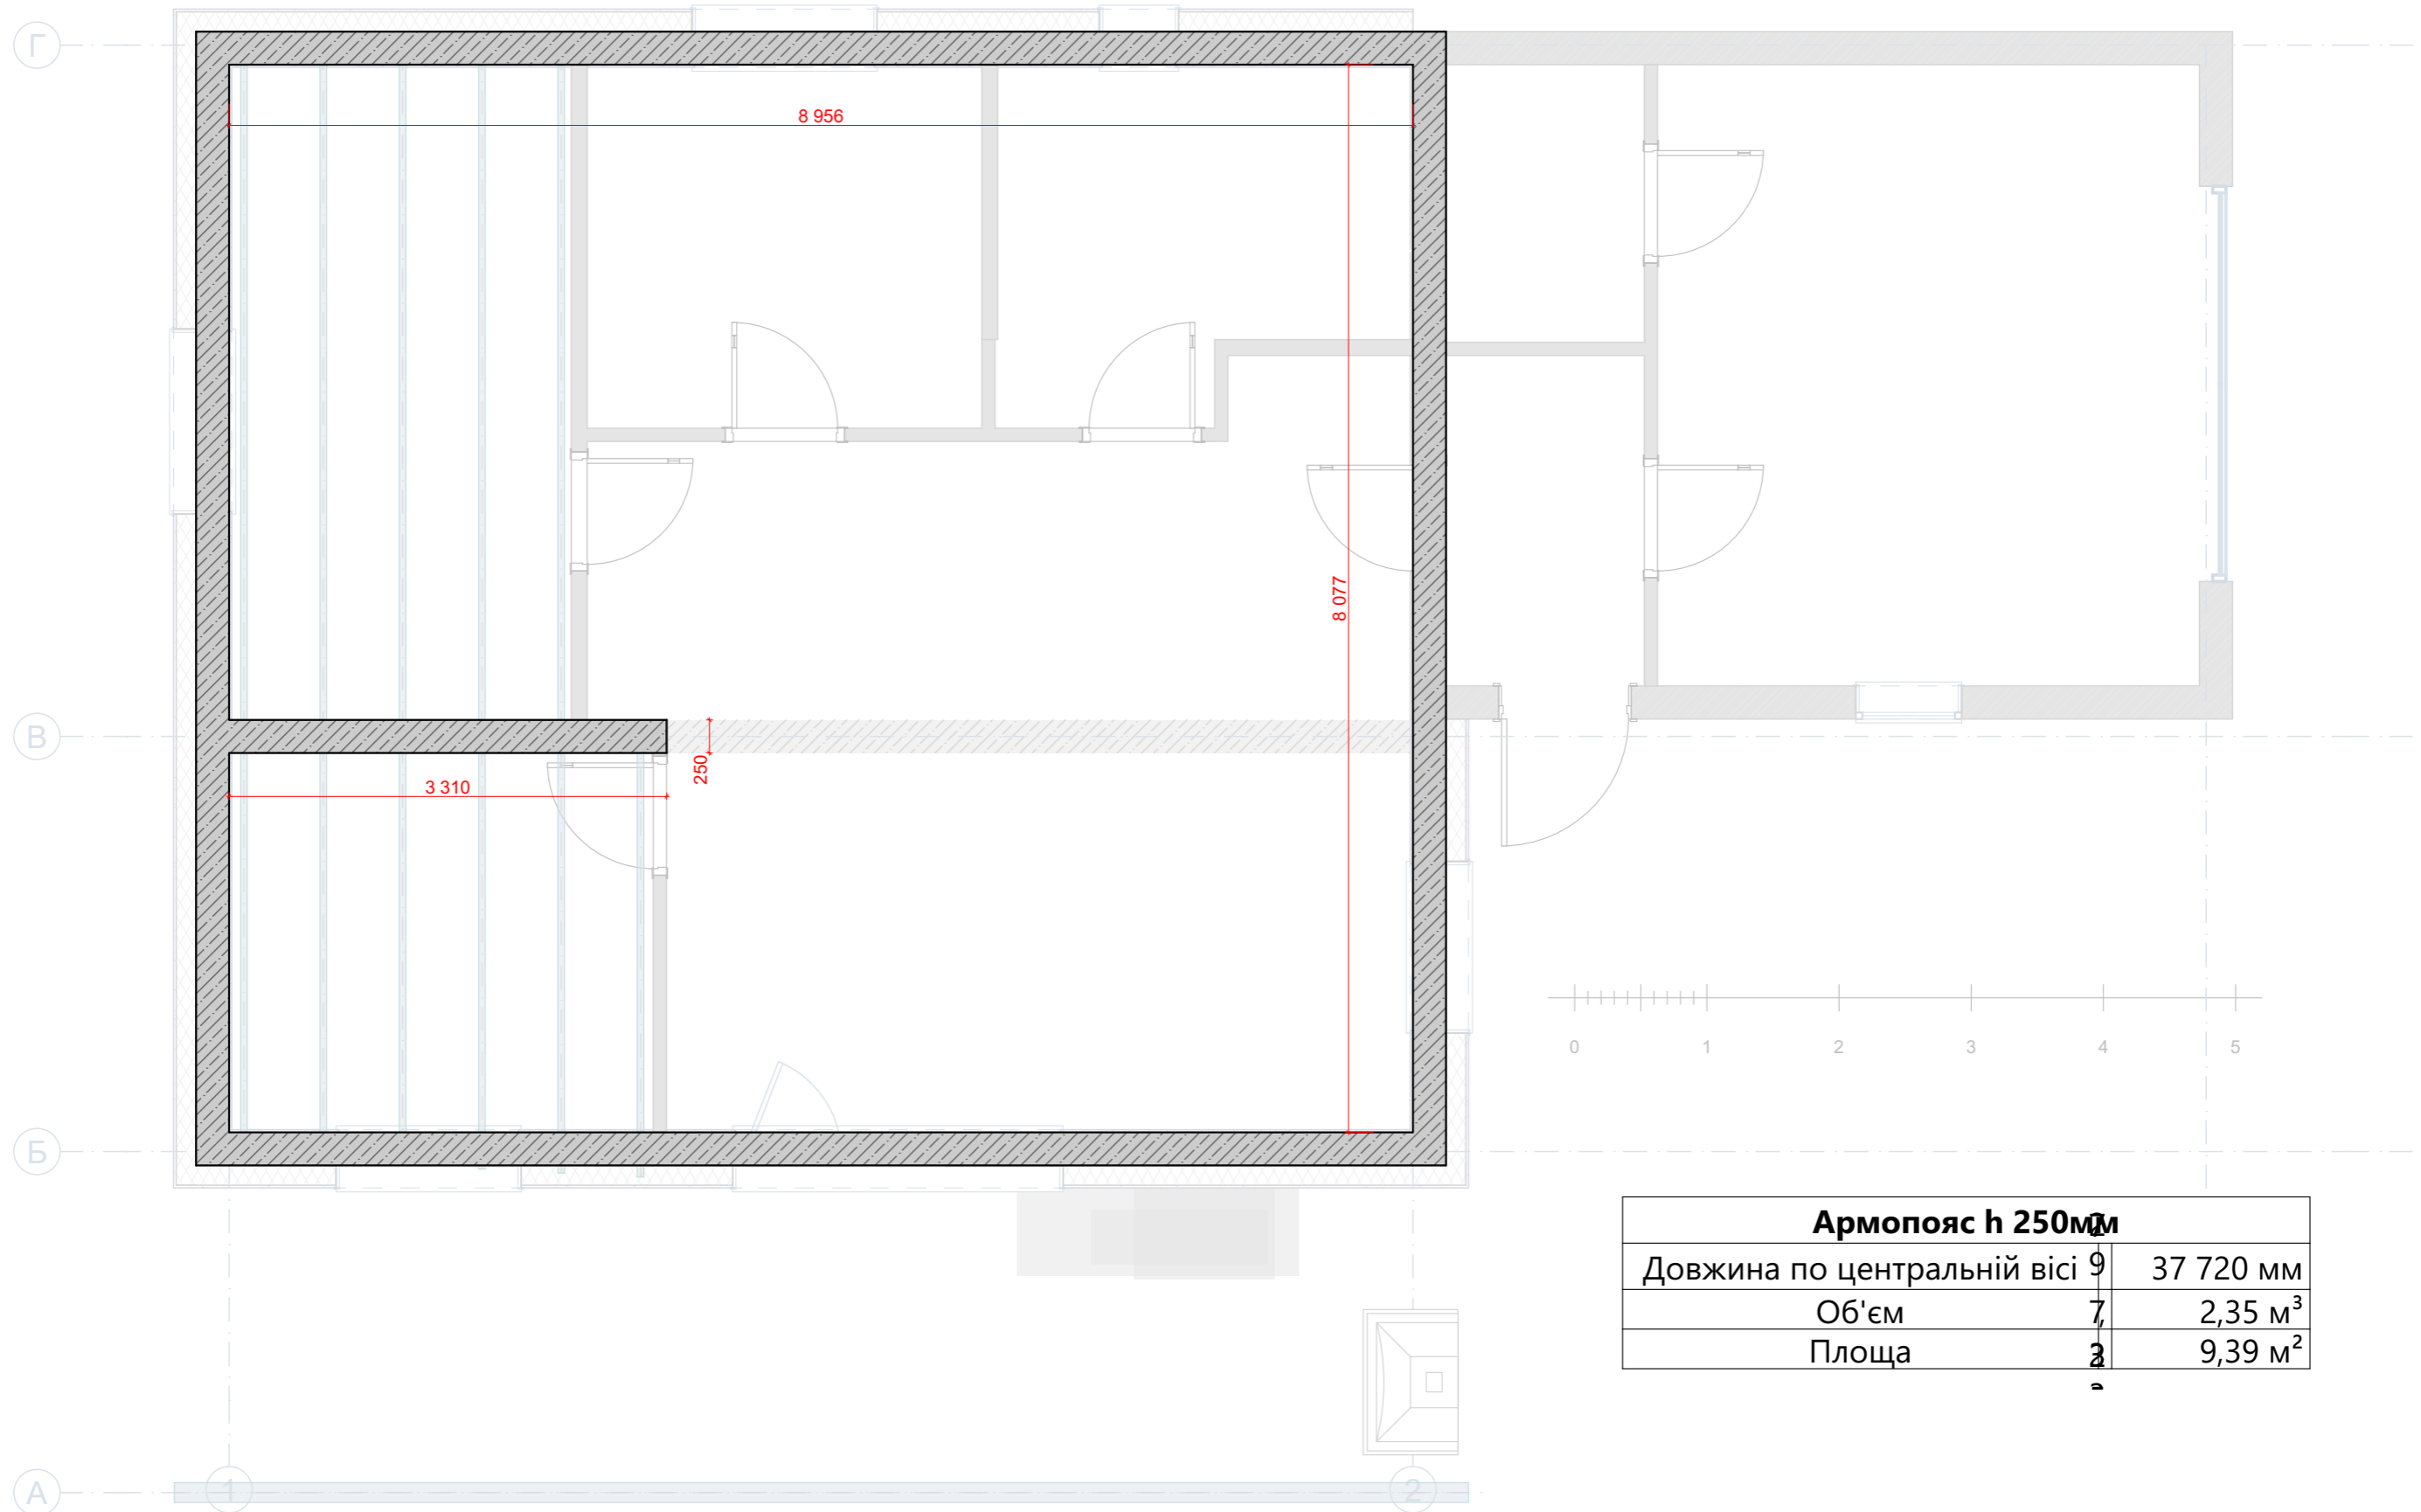 Г
8 956
8 077
В
250
3 310
0 1 2 3 4 5
Б
Армопояс h 250мм
Довжина по центральній вісі 37 720 мм
Об'єм 2,35 м³
Площа 9,39 м²
А 1 2